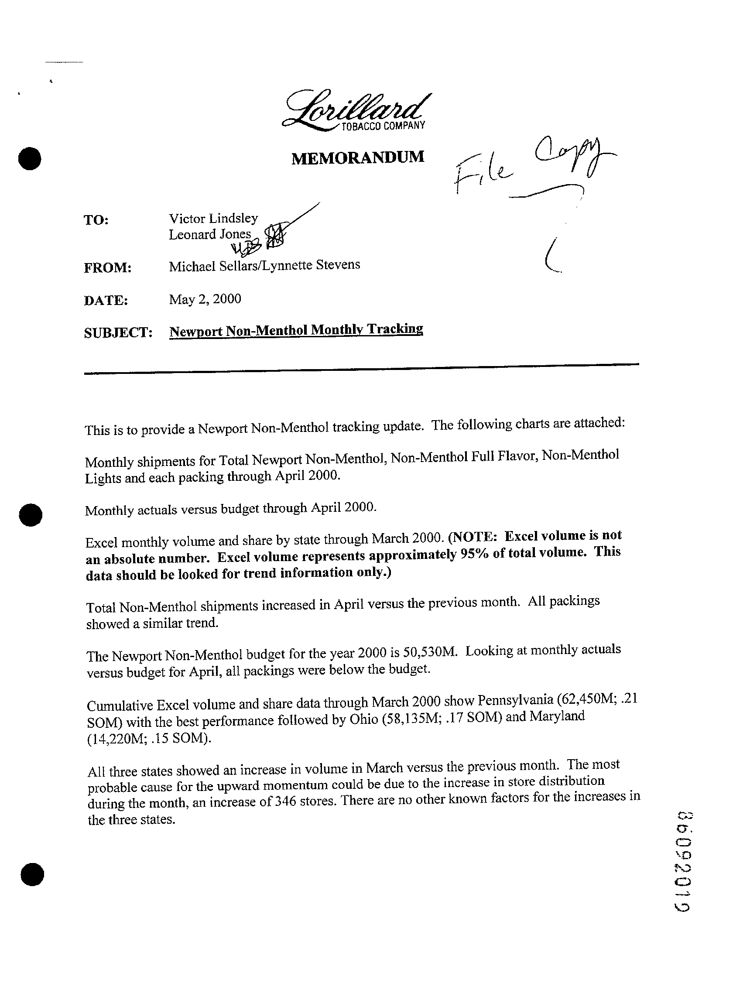 Lorillard
TOBACCO COMPANY
MEMORANDUM
File Copy
TO: Victor Lindsley
Leonard Jones
FROM: Michael Sellars/Lynnette Stevens
DATE: May 2, 2000
SUBJECT: Newport Non-Menthol Monthly Tracking
This is to provide a Newport Non-Menthol tracking update. The following charts are attached:
Monthly shipments for Total Newport Non-Menthol, Non-Menthol Full Flavor, Non-Menthol
Lights and each packing through April 2000.
Monthly actuals versus budget through April 2000.
Excel monthly volume and share by state through March 2000. (NOTE: Excel volume is not
an absolute number. Excel volume represents approximately 95% of total volume. This
data should be looked for trend information only.)
Total Non-Menthol shipments increased in April versus the previous month. All packings
showed a similar trend.
The Newport Non-Menthol budget for the year 2000 is 50,530M. Looking at monthly actuals
versus budget for April, all packings were below the budget.
Cumulative Excel volume and share data through March 2000 show Pennsylvania (62,450M; .21
SOM) with the best performance followed by Ohio (58,135M; .17 SOM) and Maryland
(14,220M; .15 SOM).
All three states showed an increase in volume in March versus the previous month. The most
probable cause for the upward momentum could be due to the increase in store distribution
during the month, an increase of 346 stores. There are no other known factors for the increases in
the three states.
86092019